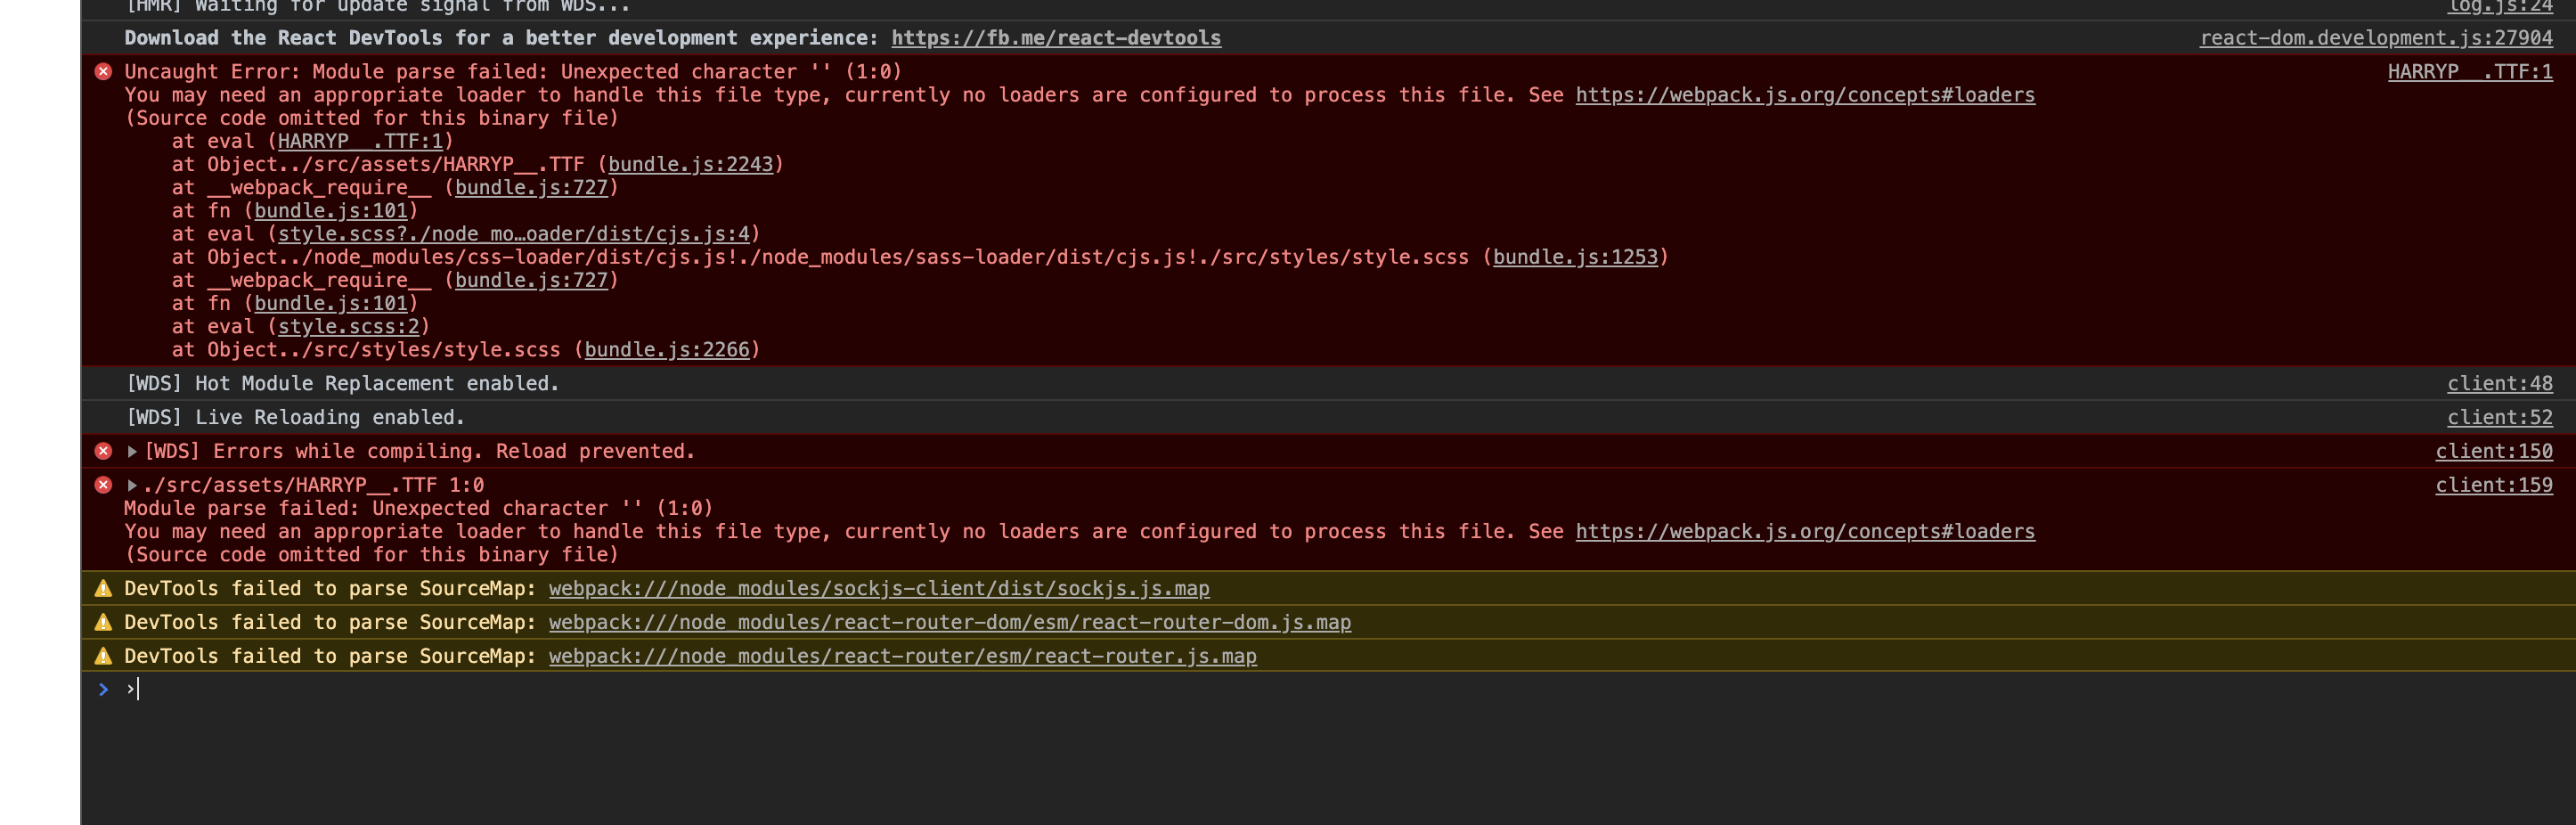 [HMR] Waiting for update signal from WDS... log.js:24
Download the React DevTools for a better development experience: https://fb.me/react-devtools react-dom.development.js:27904
Uncaught Error: Module parse failed: Unexpected character '' (1:0) HARRYP__.TTF:1
You may need an appropriate loader to handle this file type, currently no loaders are configured to process this file. See https://webpack.js.org/concepts#loaders
(Source code omitted for this binary file)
at eval (HARRYP__.TTF:1)
at Object../src/assets/HARRYP__.TTF (bundle.js:2243)
at __webpack_require__ (bundle.js:727)
at fn (bundle.js:101)
at eval (style.scss?./node_mo…oader/dist/cjs.js:4)
at Object../node_modules/css-loader/dist/cjs.js!./node_modules/sass-loader/dist/cjs.js!./src/styles/style.scss (bundle.js:1253)
at __webpack_require__ (bundle.js:727)
at fn (bundle.js:101)
at eval (style.scss:2)
at Object../src/styles/style.scss (bundle.js:2266)
[WDS] Hot Module Replacement enabled. client:48
[WDS] Live Reloading enabled. client:52
[WDS] Errors while compiling. Reload prevented. client:150
./src/assets/HARRYP__.TTF 1:0 client:159
Module parse failed: Unexpected character '' (1:0)
You may need an appropriate loader to handle this file type, currently no loaders are configured to process this file. See https://webpack.js.org/concepts#loaders
(Source code omitted for this binary file)
DevTools failed to parse SourceMap: webpack:///node_modules/sockjs-client/dist/sockjs.js.map
DevTools failed to parse SourceMap: webpack:///node_modules/react-router-dom/esm/react-router-dom.js.map
DevTools failed to parse SourceMap: webpack:///node_modules/react-router/esm/react-router.js.map
› ›